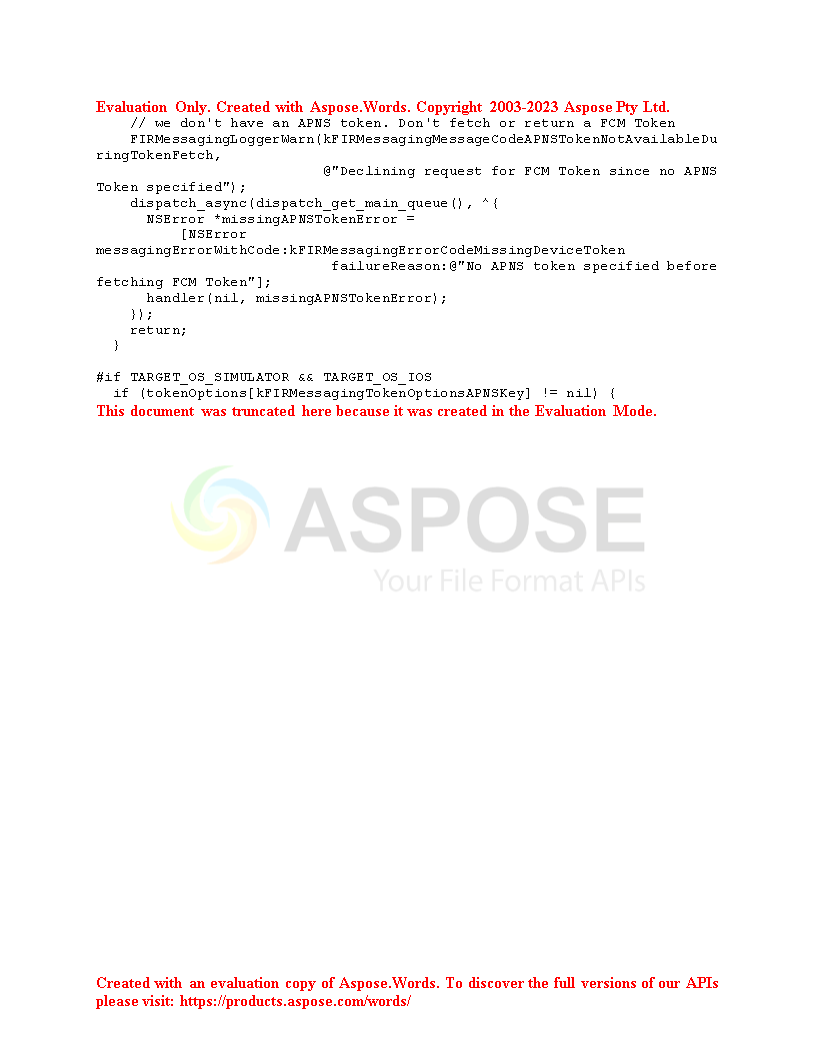 Evaluation Only. Created with Aspose.Words. Copyright 2003-2023 Aspose Pty Ltd.
    // we don't have an APNS token. Don't fetch or return a FCM Token
    FIRMessagingLoggerWarn(kFIRMessagingMessageCodeAPNSTokenNotAvailableDu
ringTokenFetch,
                           @"Declining request for FCM Token since no APNS
Token specified");
    dispatch_async(dispatch_get_main_queue(), ^{
      NSError *missingAPNSTokenError =
          [NSError
messagingErrorWithCode:kFIRMessagingErrorCodeMissingDeviceToken
                            failureReason:@"No APNS token specified before
fetching FCM Token"];
      handler(nil, missingAPNSTokenError);
    });
    return;
  }
#if TARGET_OS_SIMULATOR && TARGET_OS_IOS
  if (tokenOptions[kFIRMessagingTokenOptionsAPNSKey] != nil) {
This document was truncated here because it was created in the Evaluation Mode.
ASPOSE
Your File Format APIs
Created with an evaluation copy of Aspose.Words. To discover the full versions of our APIs
please visit: https://products.aspose.com/words/